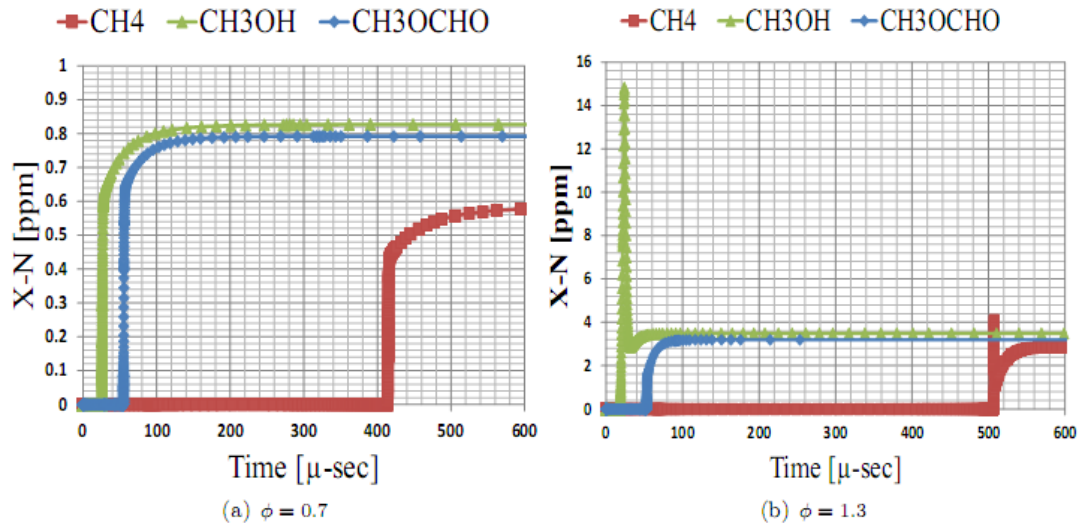 CH4 CH3OH CH3OCHO
1
0.9
0.8
0.7
0.6
0.5
0.4
0.3
0.2
0.1
0
X-N [ppm]
0 100 200 300 400 500 600
Time [µ-sec]
(a) ϕ = 0.7
CH4 CH3OH CH3OCHO
16
14
12
10
8
6
4
2
0
X-N [ppm]
0 100 200 300 400 500 600
Time [µ-sec]
(b) ϕ = 1.3